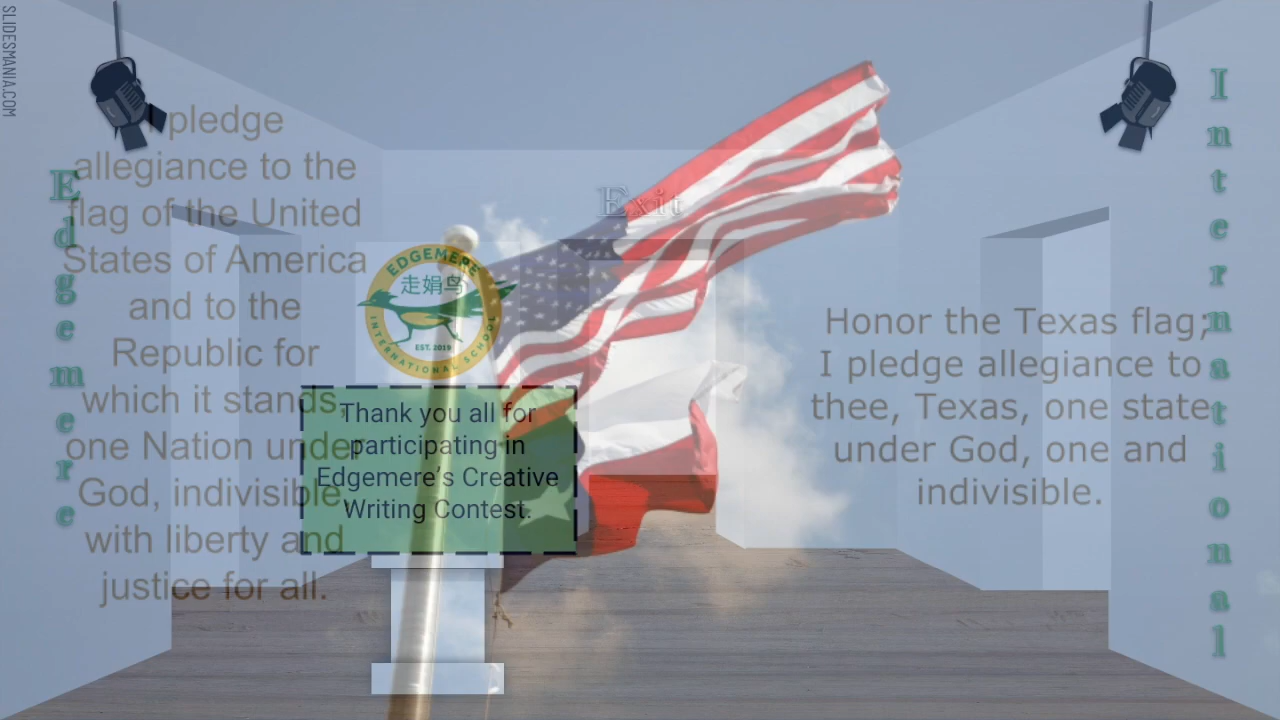 SLIDESMANIA.COM
pledge
allegiance to the
flag of the United
States of America
and to the
Republic for
which it stands,
one Nation under
God, indivisible
with liberty and
justice for all.
Edgemere
Exit
EDGEMERE
走娟鸟
EST. 2019
INTERNATIONAL SCHOOL
Thank you all for
participating in
Edgemere's Creative
Writing Contest.
Honor the Texas flag;
I pledge allegiance to
thee, Texas, one state
under God, one and
indivisible.
International